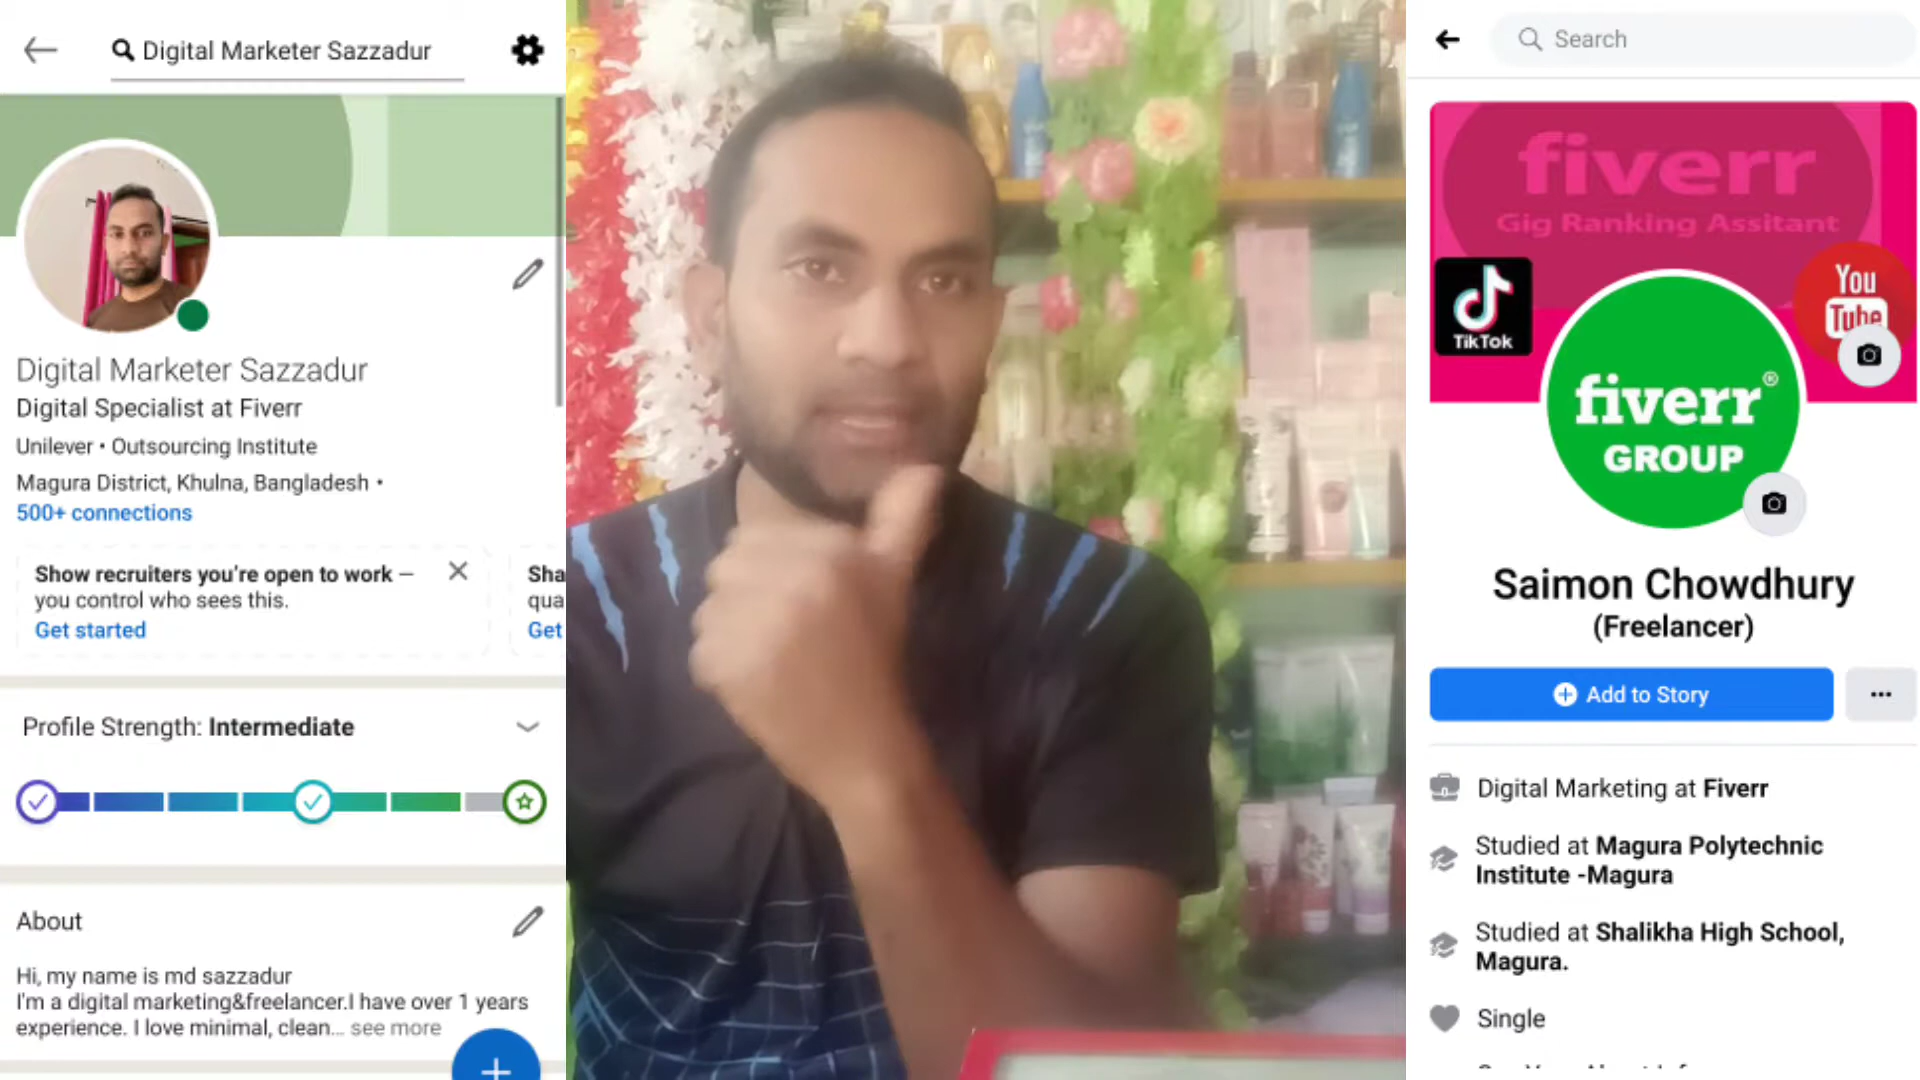 Digital Marketer Sazzadur
Digital Marketer Sazzadur
Digital Specialist at Fiverr
Unilever • Outsourcing Institute
Magura District, Khulna, Bangladesh •
500+ connections
Show recruiters you're open to work –
you control who sees this.
Get started
Sha
qua
Get
Profile Strength: Intermediate
About
Hi, my name is md sazzadur
I'm a digital marketing&freelancer.I have over 1 years
experience. I love minimal, clean... see more
Search
fiverr
Gig Ranking Assitant
TikTok
You
Tube
fiverr®
GROUP
Saimon Chowdhury
(Freelancer)
Add to Story
Digital Marketing at Fiverr
Studied at Magura Polytechnic
Institute -Magura
Studied at Shalikha High School,
Magura.
Single